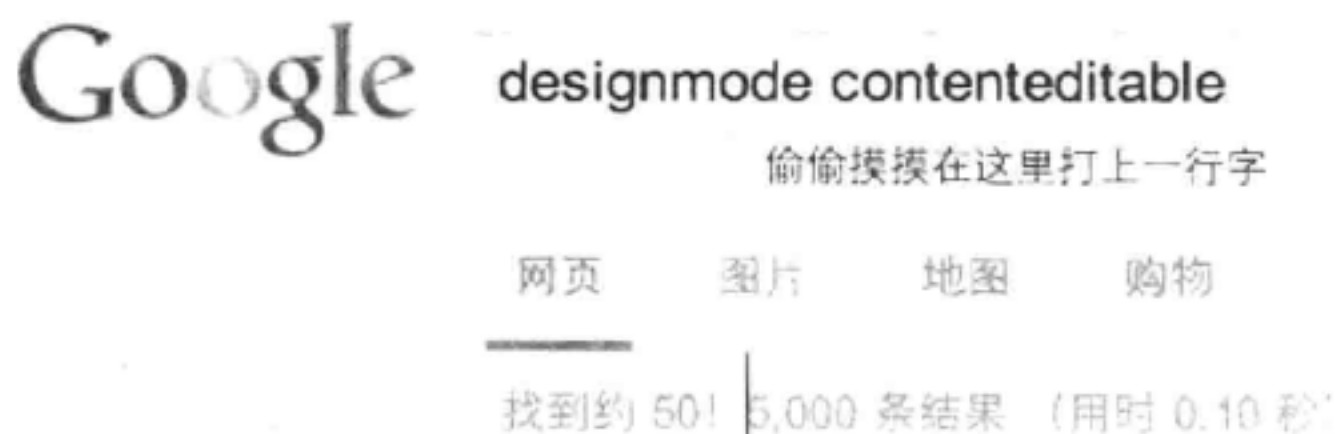 Google designmode contenteditable
偷偷摸摸在这里打上一行字
网页 图片 地图 购物
找到约 50! 5,000 条结果 (用时 0.10 秒